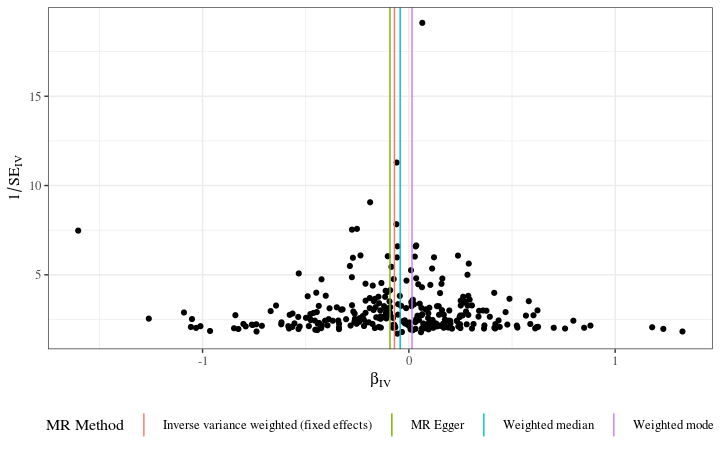 1/SE_IV
15
10
5
-1
0
1
β_IV
MR Method
Inverse variance weighted (fixed effects)
MR Egger
Weighted median
Weighted mode